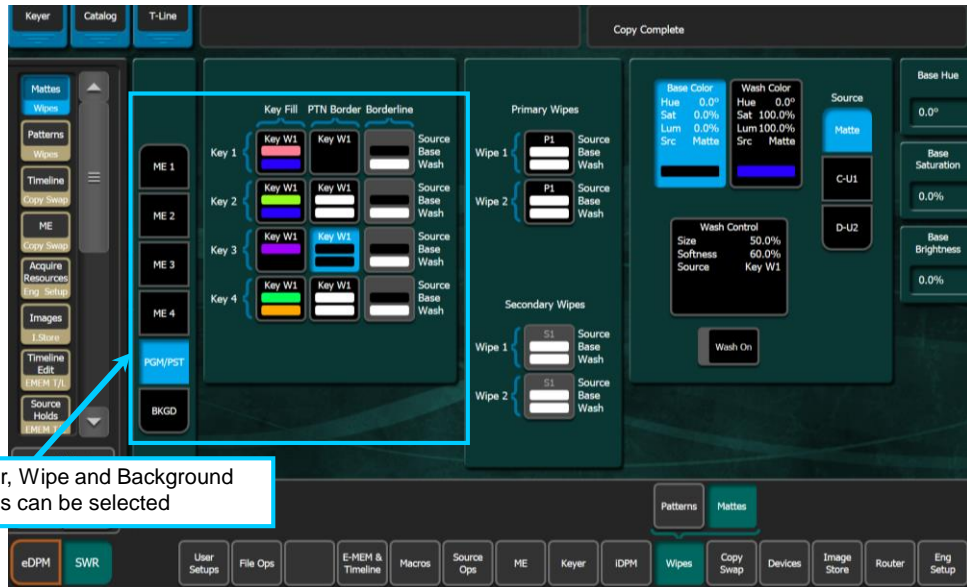 Keyer
Catalog
T-Line
Copy Complete
Mattes
Wipes
Patterns
Wipes
Timeline
Copy Swap
ME
Copy Swap
Acquire
Resources
Eng Setup
Images
I.Store
Timeline
Edit
EMEM T/L
Source
Holds
EMEM
ME 1
ME 2
ME 3
ME 4
PGM/PST
BKGD
Key Fill PTN Border Borderline
Key 1
Key W1
Key W1
Source
Base
Wash
Key 2
Key W1
Key W1
Source
Base
Wash
Key 3
Key W1
Key W1
Source
Base
Wash
Key 4
Key W1
Key W1
Source
Base
Wash
Primary Wipes
Wipe 1
P1
Source
Base
Wash
Wipe 2
P1
Source
Base
Wash
Secondary Wipes
Wipe 1
S1
Source
Base
Wash
Wipe 2
S1
Source
Base
Wash
Base Color
Hue 0.0º
Sat 0.0%
Lum 0.0%
Src Matte
Wash Color
Hue 0.0º
Sat 100.0%
Lum 100.0%
Src Matte
Source
Matte
C-U1
D-U2
Wash Control
Size 50.0%
Softness 60.0%
Source Key W1
Wash On
Base Hue
0.0º
Base
Saturation
0.0%
Base
Brightness
0.0%
r, Wipe and Background
s can be selected
Patterns
Mattes
eDPM
SWR
User
Setups
File Ops
E-MEM &
Timeline
Macros
Source
Ops
ME
Keyer
iDPM
Wipes
Copy
Swap
Devices
Image
Store
Router
Eng
Setup